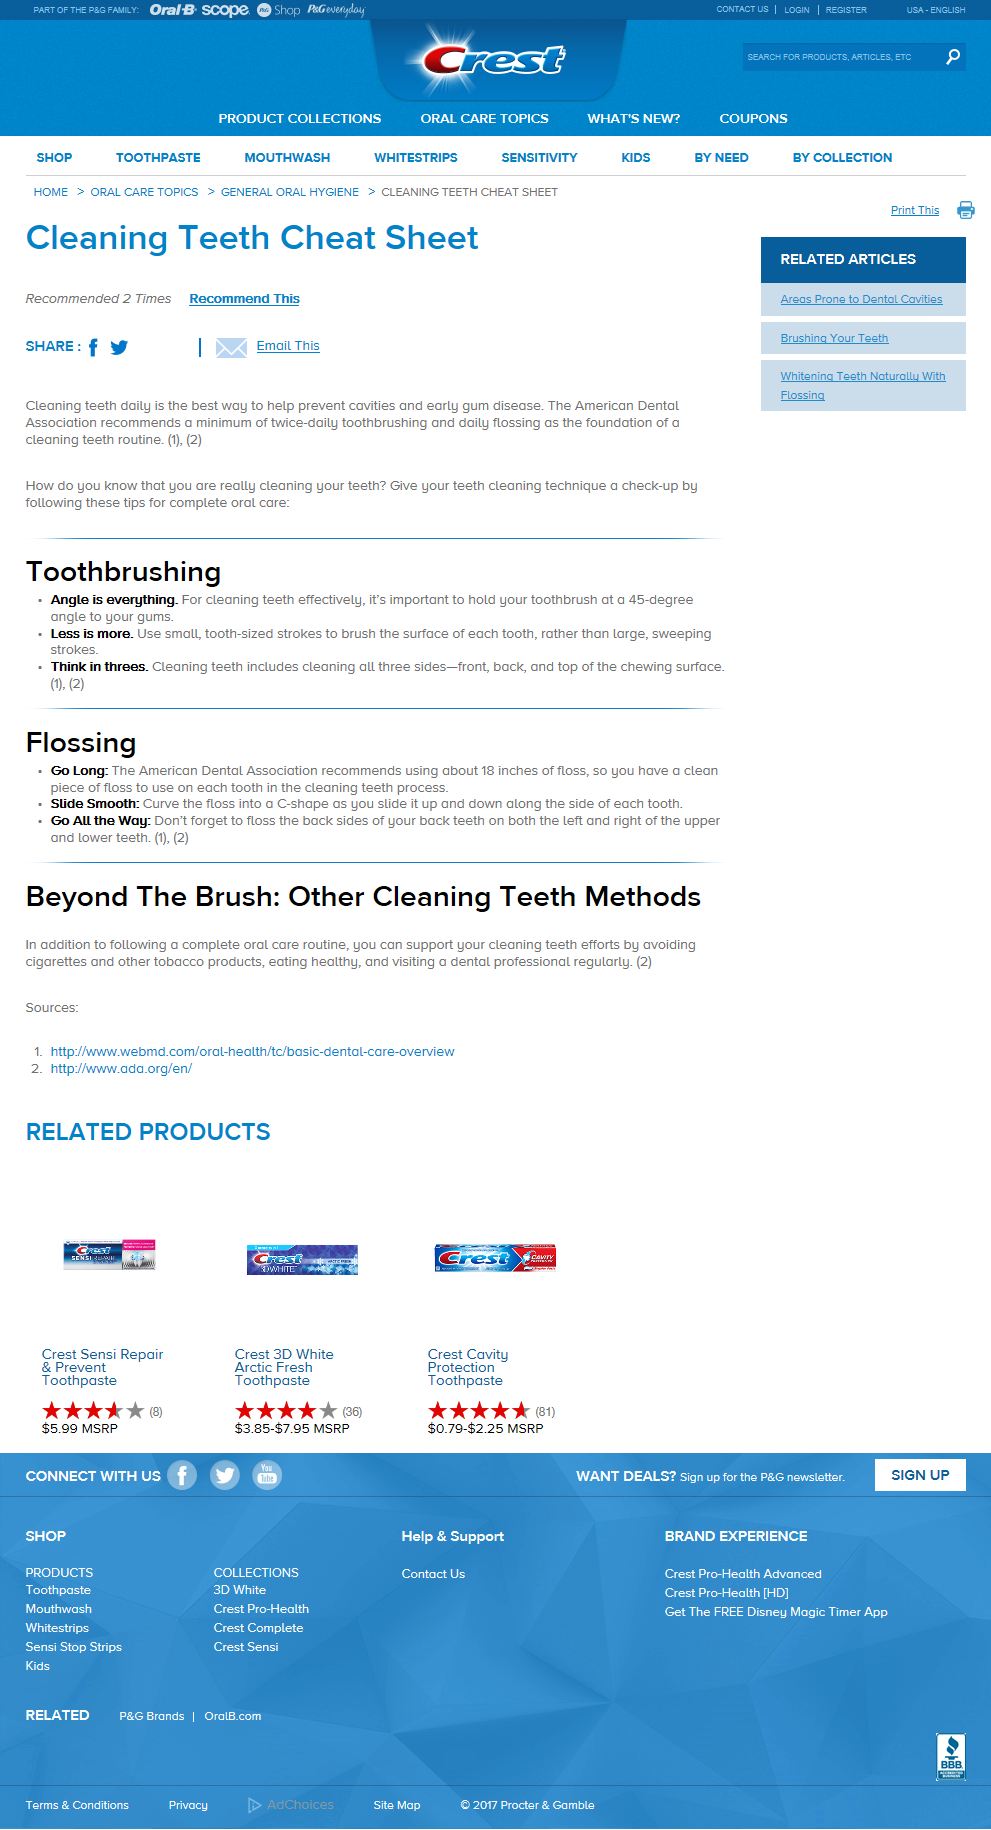 PART OF THE P&G FAMILY: Oral-B scope. P&G Shop P&G everyday
CONTACT US | LOGIN | REGISTER USA - ENGLISH
Crest
SEARCH FOR PRODUCTS, ARTICLES, ETC
PRODUCT COLLECTIONS ORAL CARE TOPICS WHAT'S NEW? COUPONS
SHOP TOOTHPASTE MOUTHWASH WHITESTRIPS SENSITIVITY KIDS BY NEED BY COLLECTION
HOME > ORAL CARE TOPICS > GENERAL ORAL HYGIENE > CLEANING TEETH CHEAT SHEET
Print This
Cleaning Teeth Cheat Sheet
Recommended 2 Times Recommend This
SHARE : | Email This
RELATED ARTICLES
Areas Prone to Dental Cavities
Brushing Your Teeth
Whitening Teeth Naturally With
Flossing
Cleaning teeth daily is the best way to help prevent cavities and early gum disease. The American Dental
Association recommends a minimum of twice-daily toothbrushing and daily flossing as the foundation of a
cleaning teeth routine. (1), (2)
How do you know that you are really cleaning your teeth? Give your teeth cleaning technique a check-up by
following these tips for complete oral care:
Toothbrushing
• Angle is everything. For cleaning teeth effectively, it's important to hold your toothbrush at a 45-degree
angle to your gums.
• Less is more. Use small, tooth-sized strokes to brush the surface of each tooth, rather than large, sweeping
strokes.
• Think in threes. Cleaning teeth includes cleaning all three sides—front, back, and top of the chewing surface.
(1), (2)
Flossing
• Go Long: The American Dental Association recommends using about 18 inches of floss, so you have a clean
piece of floss to use on each tooth in the cleaning teeth process.
• Slide Smooth: Curve the floss into a C-shape as you slide it up and down along the side of each tooth.
• Go All the Way: Don't forget to floss the back sides of your back teeth on both the left and right of the upper
and lower teeth. (1), (2)
Beyond The Brush: Other Cleaning Teeth Methods
In addition to following a complete oral care routine, you can support your cleaning teeth efforts by avoiding
cigarettes and other tobacco products, eating healthy, and visiting a dental professional regularly. (2)
Sources:
1. http://www.webmd.com/oral-health/tc/basic-dental-care-overview
2. http://www.ada.org/en/
RELATED PRODUCTS
Crest SENSI REPAIR
Crest 3D WHITE
Crest CAVITY
Crest Sensi Repair
& Prevent
Toothpaste
(8)
$5.99 MSRP
Crest 3D White
Arctic Fresh
Toothpaste
(36)
$3.85-$7.95 MSRP
Crest Cavity
Protection
Toothpaste
(81)
$0.79-$2.25 MSRP
CONNECT WITH US You Tube WANT DEALS? Sign up for the P&G newsletter. SIGN UP
SHOP
PRODUCTS
Toothpaste
Mouthwash
Whitestrips
Sensi Stop Strips
Kids
COLLECTIONS
3D White
Crest Pro-Health
Crest Complete
Crest Sensi
Help & Support
Contact Us
BRAND EXPERIENCE
Crest Pro-Health Advanced
Crest Pro-Health [HD]
Get The FREE Disney Magic Timer App
RELATED P&G Brands | OralB.com
BBB
ACCREDITED
BUSINESS
Terms & Conditions Privacy AdChoices Site Map © 2017 Procter & Gamble